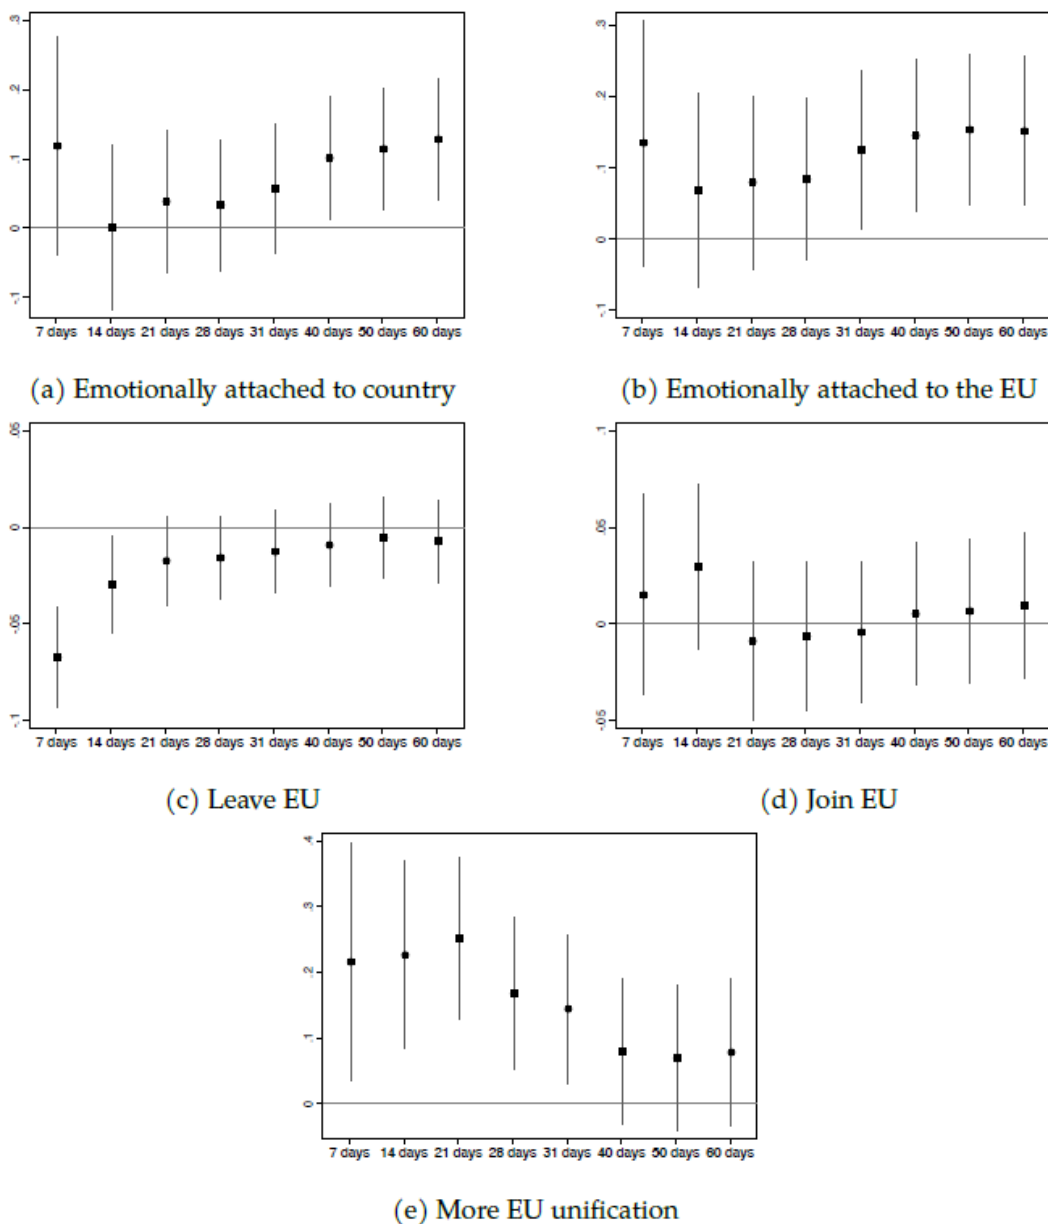 .3
.2
.1
0
-.1
7 days 14 days 21 days 28 days 31 days 40 days 50 days 60 days
(a) Emotionally attached to country
.3
.2
.1
0
-.1
7 days 14 days 21 days 28 days 31 days 40 days 50 days 60 days
(b) Emotionally attached to the EU
.05
0
-.05
-.1
7 days 14 days 21 days 28 days 31 days 40 days 50 days 60 days
(c) Leave EU
.1
.05
0
-.05
7 days 14 days 21 days 28 days 31 days 40 days 50 days 60 days
(d) Join EU
.4
.3
.2
.1
0
7 days 14 days 21 days 28 days 31 days 40 days 50 days 60 days
(e) More EU unification